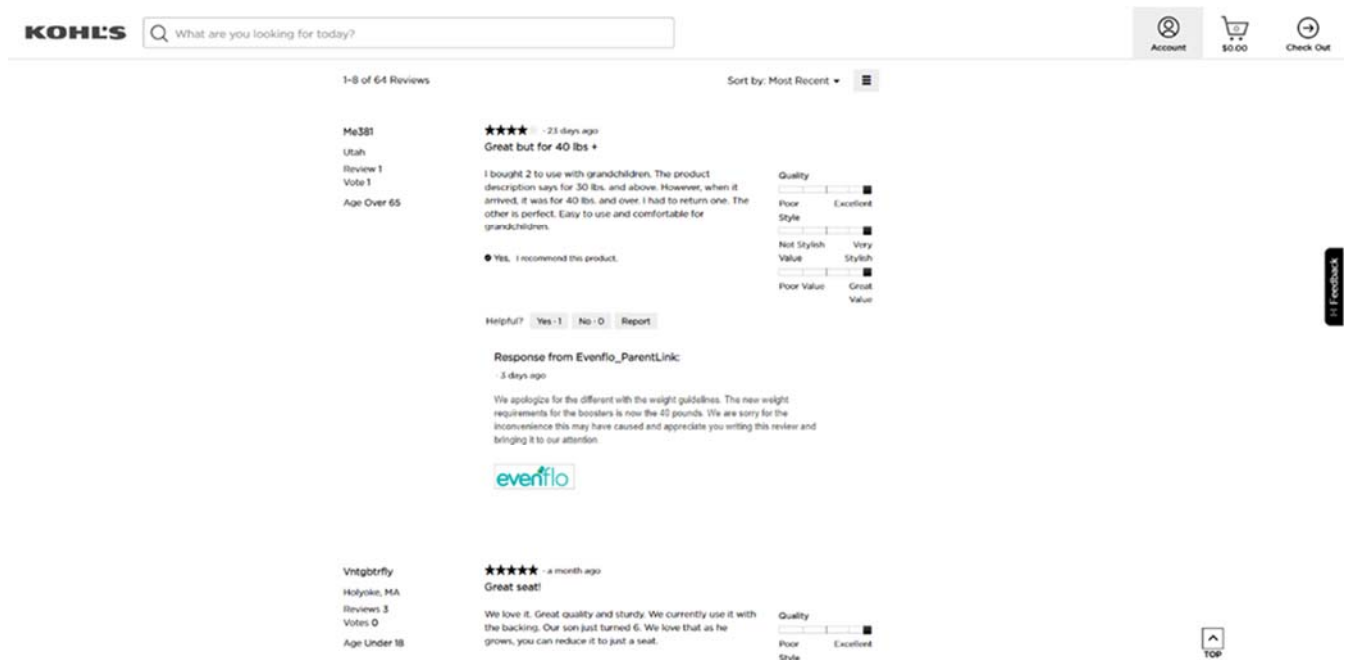 KOHL'S
What are you looking for today?
Account
0
$0.00
Check Out
1-8 of 64 Reviews
Sort by: Most Recent
Me381
Utah
Review 1
Vote 1
Age Over 65
· 23 days ago
Great but for 40 lbs +
I bought 2 to use with grandchildren. The product
description says for 30 lbs. and above. However, when it
arrived, it was for 40 lbs. and over. I had to return one. The
other is perfect. Easy to use and comfortable for
grandchildren.
Yes, I recommend this product.
Quality
Poor Excellent
Style
Not Stylish Very Stylish
Value
Poor Value Great Value
Helpful? Yes · 1 No · 0 Report
Response from Evenflo_ParentLink:
· 3 days ago
We apologize for the different with the weight guidelines. The new weight
requirements for the boosters is now the 40 pounds. We are sorry for the
inconvenience this may have caused and appreciate you writing this review and
bringing it to our attention
evenflo
Vntgbtrfly
Holyoke, MA
Reviews 3
Votes 0
Age Under 18
· a month ago
Great seat!
We love it. Great quality and sturdy. We currently use it with
the backing. Our son just turned 6. We love that as he
grows, you can reduce it to just a seat.
Quality
Poor Excellent
Style
Feedback
TOP